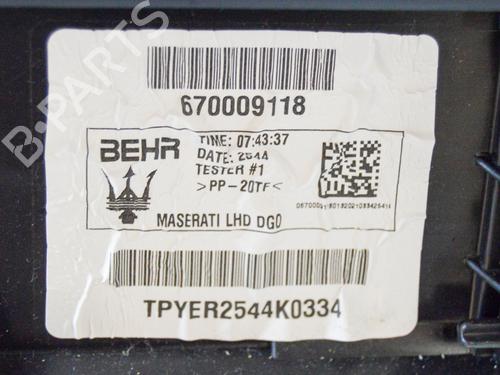 B-PARTS
670009118
BEHR
TIME: 07:43:37
DATE: 2544
TESTER #1
>PP-20TF<
MASERATI LHD DG0
TPYER2544K0334